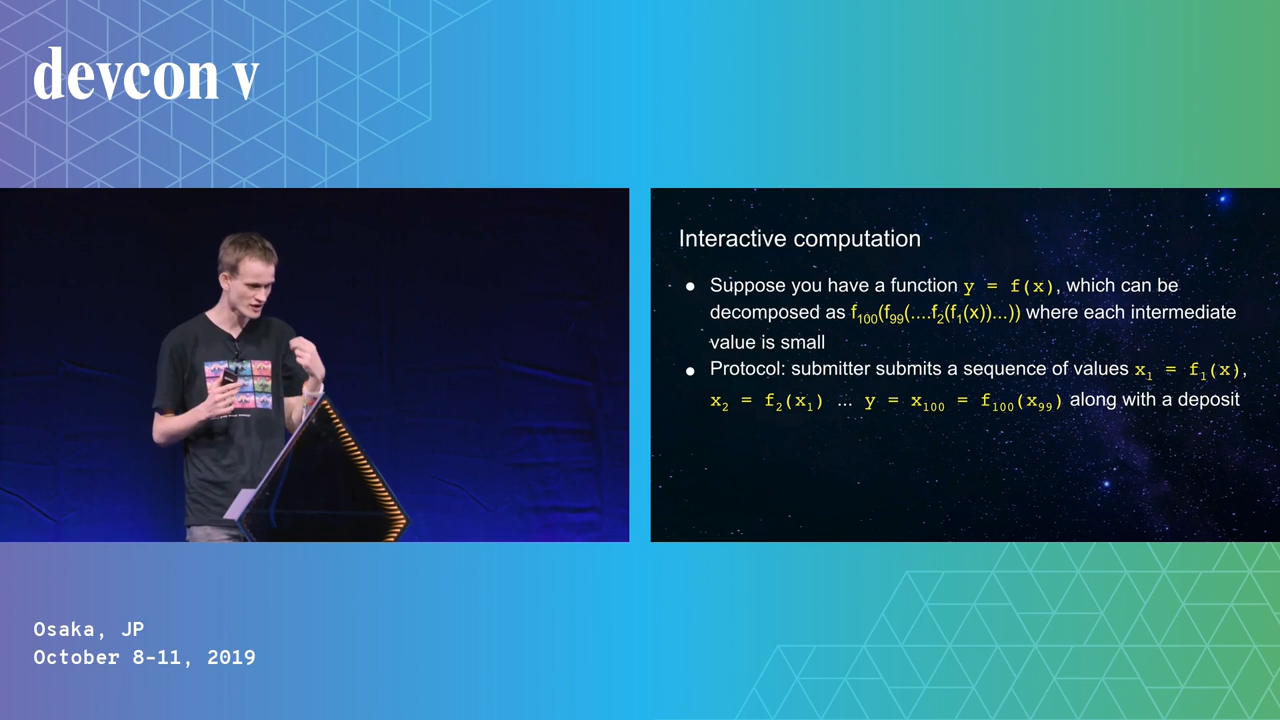 devcon v
Interactive computation
● Suppose you have a function y = f(x), which can be
decomposed as f₁₀₀(f₉₉(....f₂(f₁(x))...)) where each intermediate
value is small
● Protocol: submitter submits a sequence of values x₁ = f₁(x),
x₂ = f₂(x₁) ... y = x₁₀₀ = f₁₀₀(x₉₉) along with a deposit
Osaka, JP
October 8-11, 2019